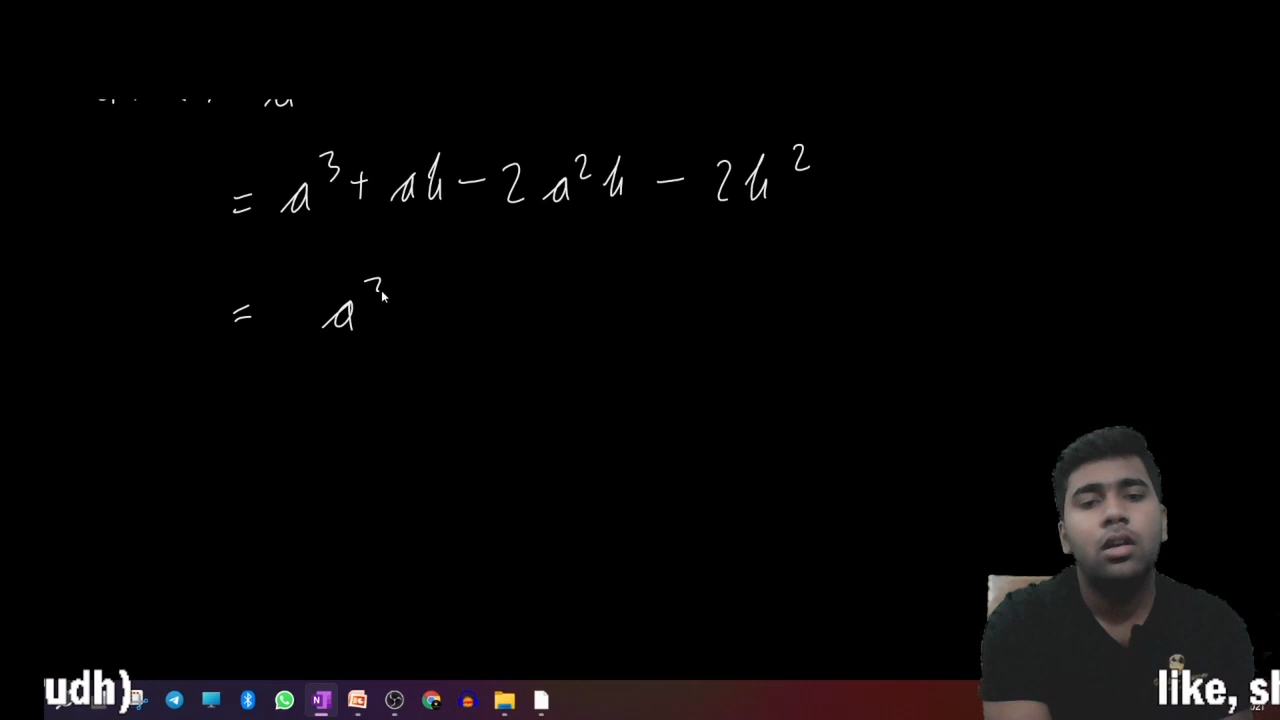 = a³ + ab - 2a²b - 2b²
= a³
udh)
like, sh